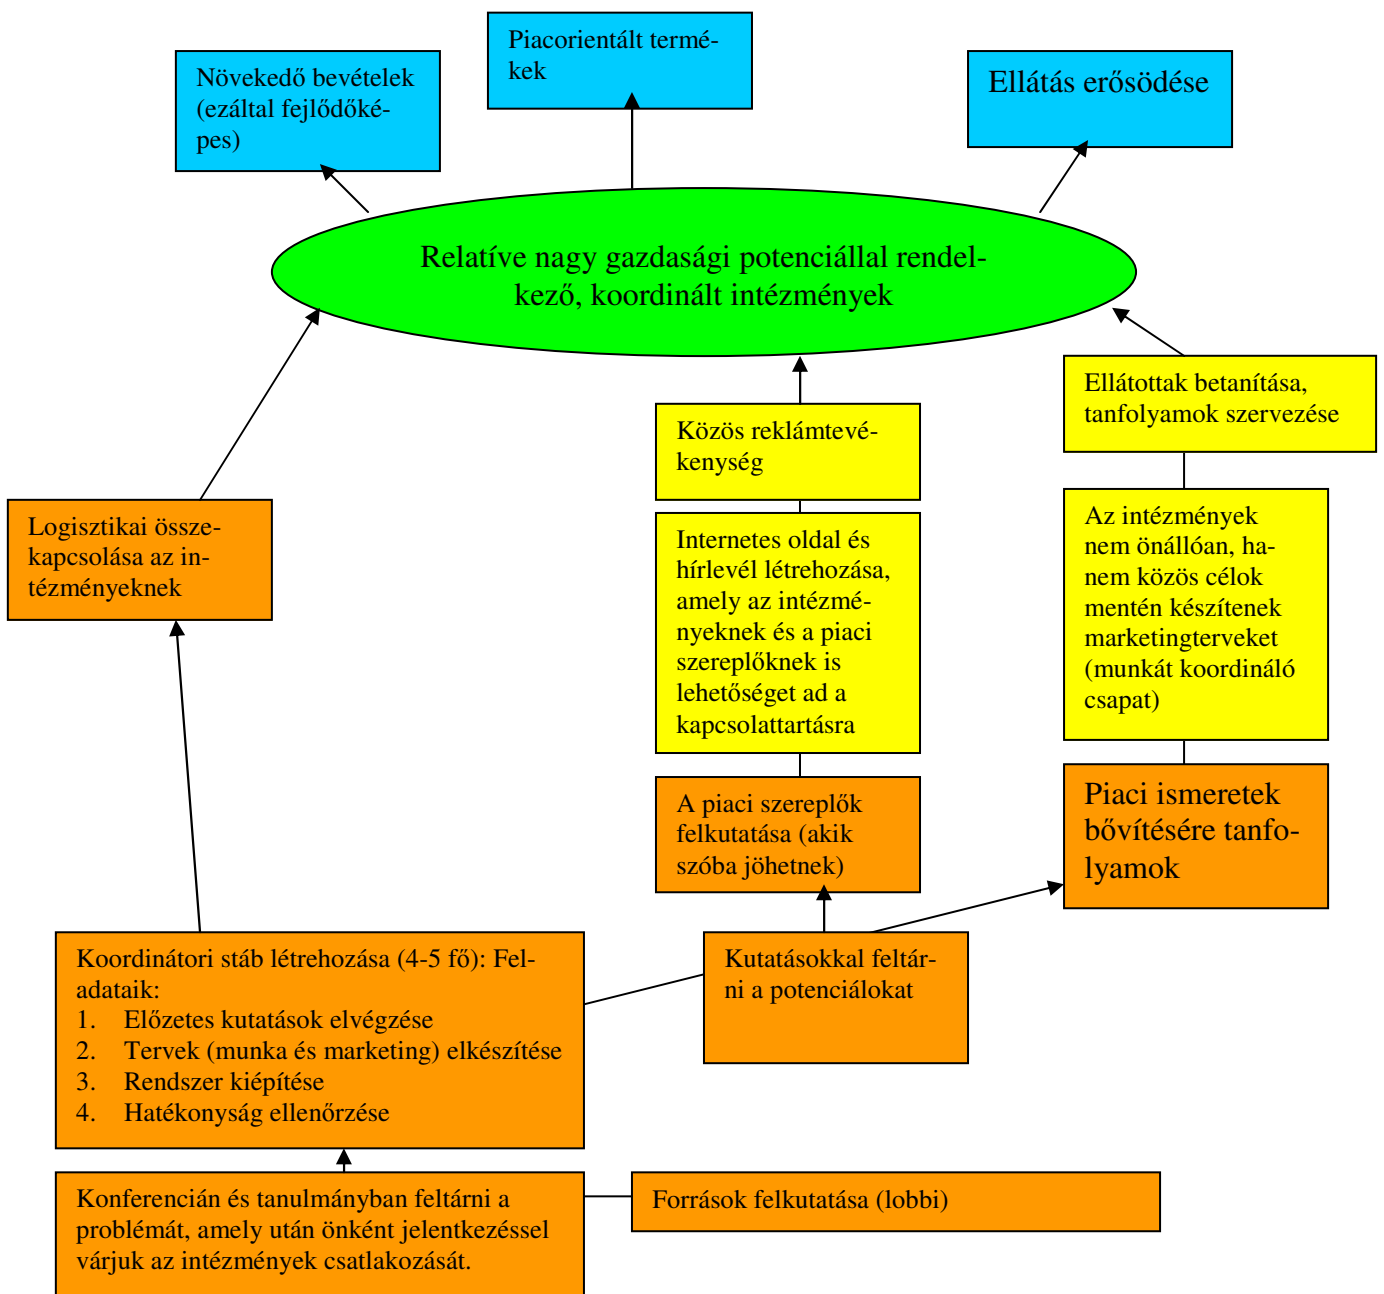 Piacorientált termé-
kek
Növekedő bevételek
(ezáltal fejlődőké-
pes)
Ellátás erősödése
Relatíve nagy gazdasági potenciállal rendel-
kező, koordinált intézmények
Ellátottak betanítása,
tanfolyamok szervezése
Közös reklámtevé-
kenység
Logisztikai össze-
kapcsolása az in-
tézményeknek
Internetes oldal és
hírlevél létrehozása,
amely az intézmé-
nyeknek és a piaci
szereplőknek is
lehetőséget ad a
kapcsolattartásra
Az intézmények
nem önállóan, ha-
nem közös célok
mentén készítenek
marketingterveket
(munkát koordináló
csapat)
A piaci szereplők
felkutatása (akik
szóba jöhetnek)
Piaci ismeretek
bővítésére tanfo-
lyamok
Koordinátori stáb létrehozása (4-5 fő): Fel-
adataik:
1. Előzetes kutatások elvégzése
2. Tervek (munka és marketing) elkészítése
3. Rendszer kiépítése
4. Hatékonyság ellenőrzése
Kutatásokkal feltár-
ni a potenciálokat
Konferencián és tanulmányban feltárni a
problémát, amely után önként jelentkezéssel
várjuk az intézmények csatlakozását.
Források felkutatása (lobbi)